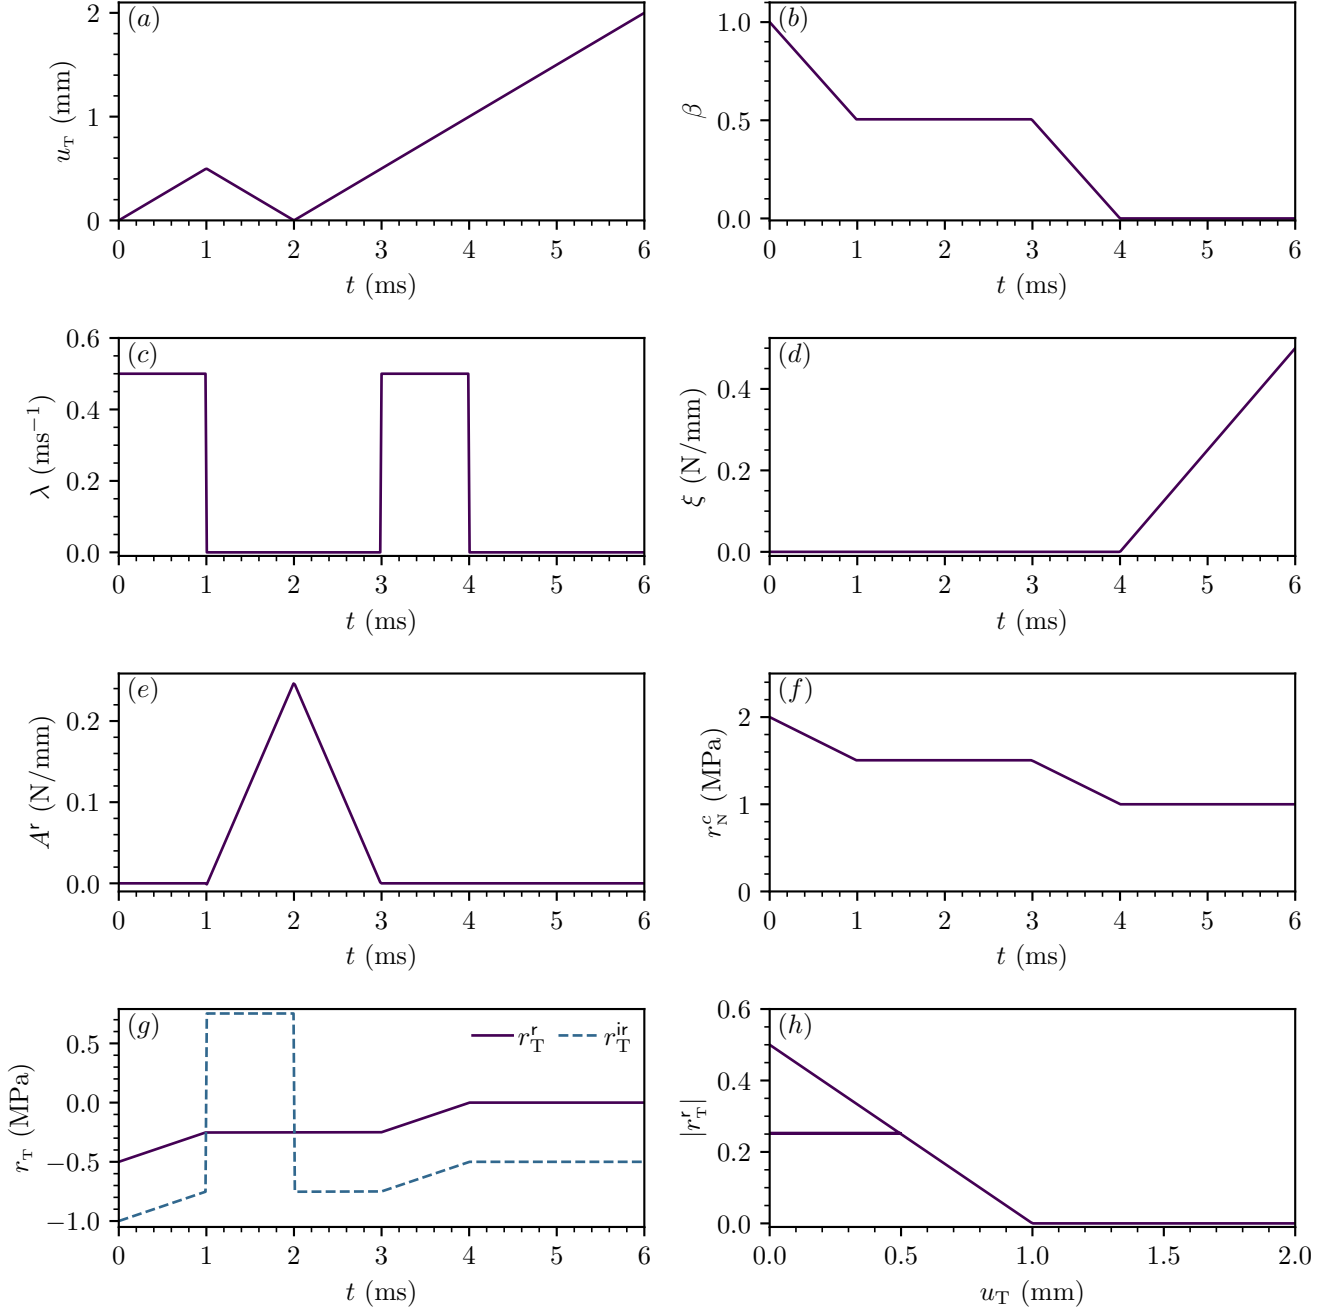 (a)
2
1
0
u_T (mm)
0 1 2 3 4 5 6
t (ms)
(b)
1.0
0.5
0.0
β
0 1 2 3 4 5 6
t (ms)
(c)
0.6
0.4
0.2
0.0
λ (ms⁻¹)
0 1 2 3 4 5 6
t (ms)
(d)
0.4
0.2
0.0
ξ (N/mm)
0 1 2 3 4 5 6
t (ms)
(e)
0.2
0.1
0.0
A^r (N/mm)
0 1 2 3 4 5 6
t (ms)
(f)
2
1
0
r_N^c (MPa)
0 1 2 3 4 5 6
t (ms)
(g)
r_T^r r_T^ir
0.5
0.0
−0.5
−1.0
r_T (MPa)
0 1 2 3 4 5 6
t (ms)
(h)
0.6
0.4
0.2
0.0
|r_T^r|
0.0 0.5 1.0 1.5 2.0
u_T (mm)